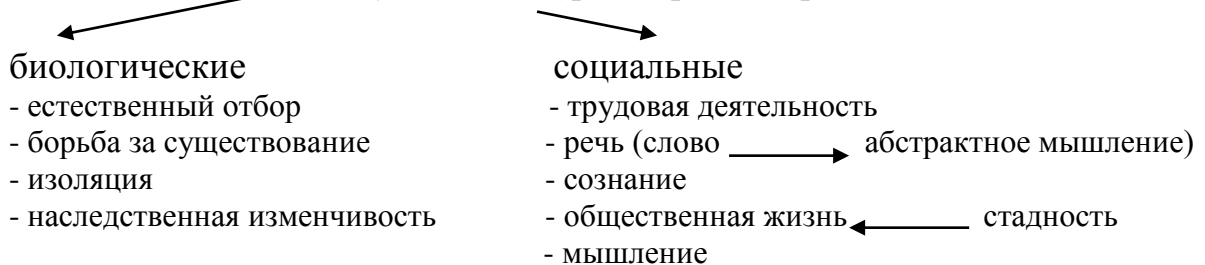 биологические социальные
- естественный отбор - трудовая деятельность
- борьба за существование - речь (слово абстрактное мышление)
- изоляция - сознание
- наследственная изменчивость - общественная жизнь стадность
- мышление